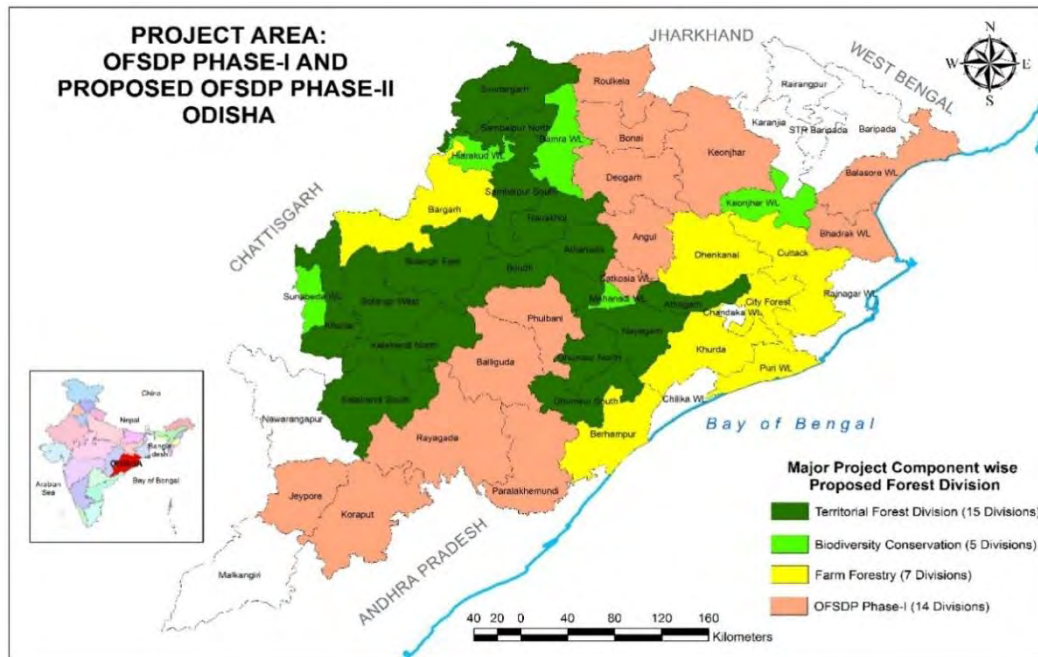 PROJECT AREA:
OFSDP PHASE-I AND
PROPOSED OFSDP PHASE-II
ODISHA
JHARKHAND
WEST BENGAL
CHATTISGARH
ANDHRA PRADESH
Bay of Bengal
N
W
E
S
Sundargarh
Roulkela
Rairangpur
Karanjia
STR Baripada
Baripada
Sambalpur North
Bamra WL
Bonai
Keonjhar
Hirakud WL
Deogarh
Balasore WL
Sambalpur South
Keonjhar WL
Bargarh
Rairakhol
Bhadrak WL
Angul
Athamalik
Dhenkanal
Cuttack
Bolangir East
Boudh
Satkosia WL
Sunabeda WL
Bolangir West
Mahanadi WL
Athagarh
City Forest
Rajnagar WL
Chandaka WL
Khariar
Phulbani
Nayagarh
Kalahandi North
Khurda
Balliguda
Ghumsur North
Puri WL
Kalahandi South
Ghumsur South
Chilika WL
Nawarangapur
Rayagada
Berhampur
Jeypore
Koraput
Paralakhemundi
Malkangiri
China
Nepal
Bangladesh
Arabian
Sea
Bay of Bengal
Major Project Component wise
Proposed Forest Division
Territorial Forest Division (15 Divisions)
Biodiversity Conservation (5 Divisions)
Farm Forestry (7 Divisions)
OFSDP Phase-I (14 Divisions)
40 20 0 40 80 120 160
Kilometers